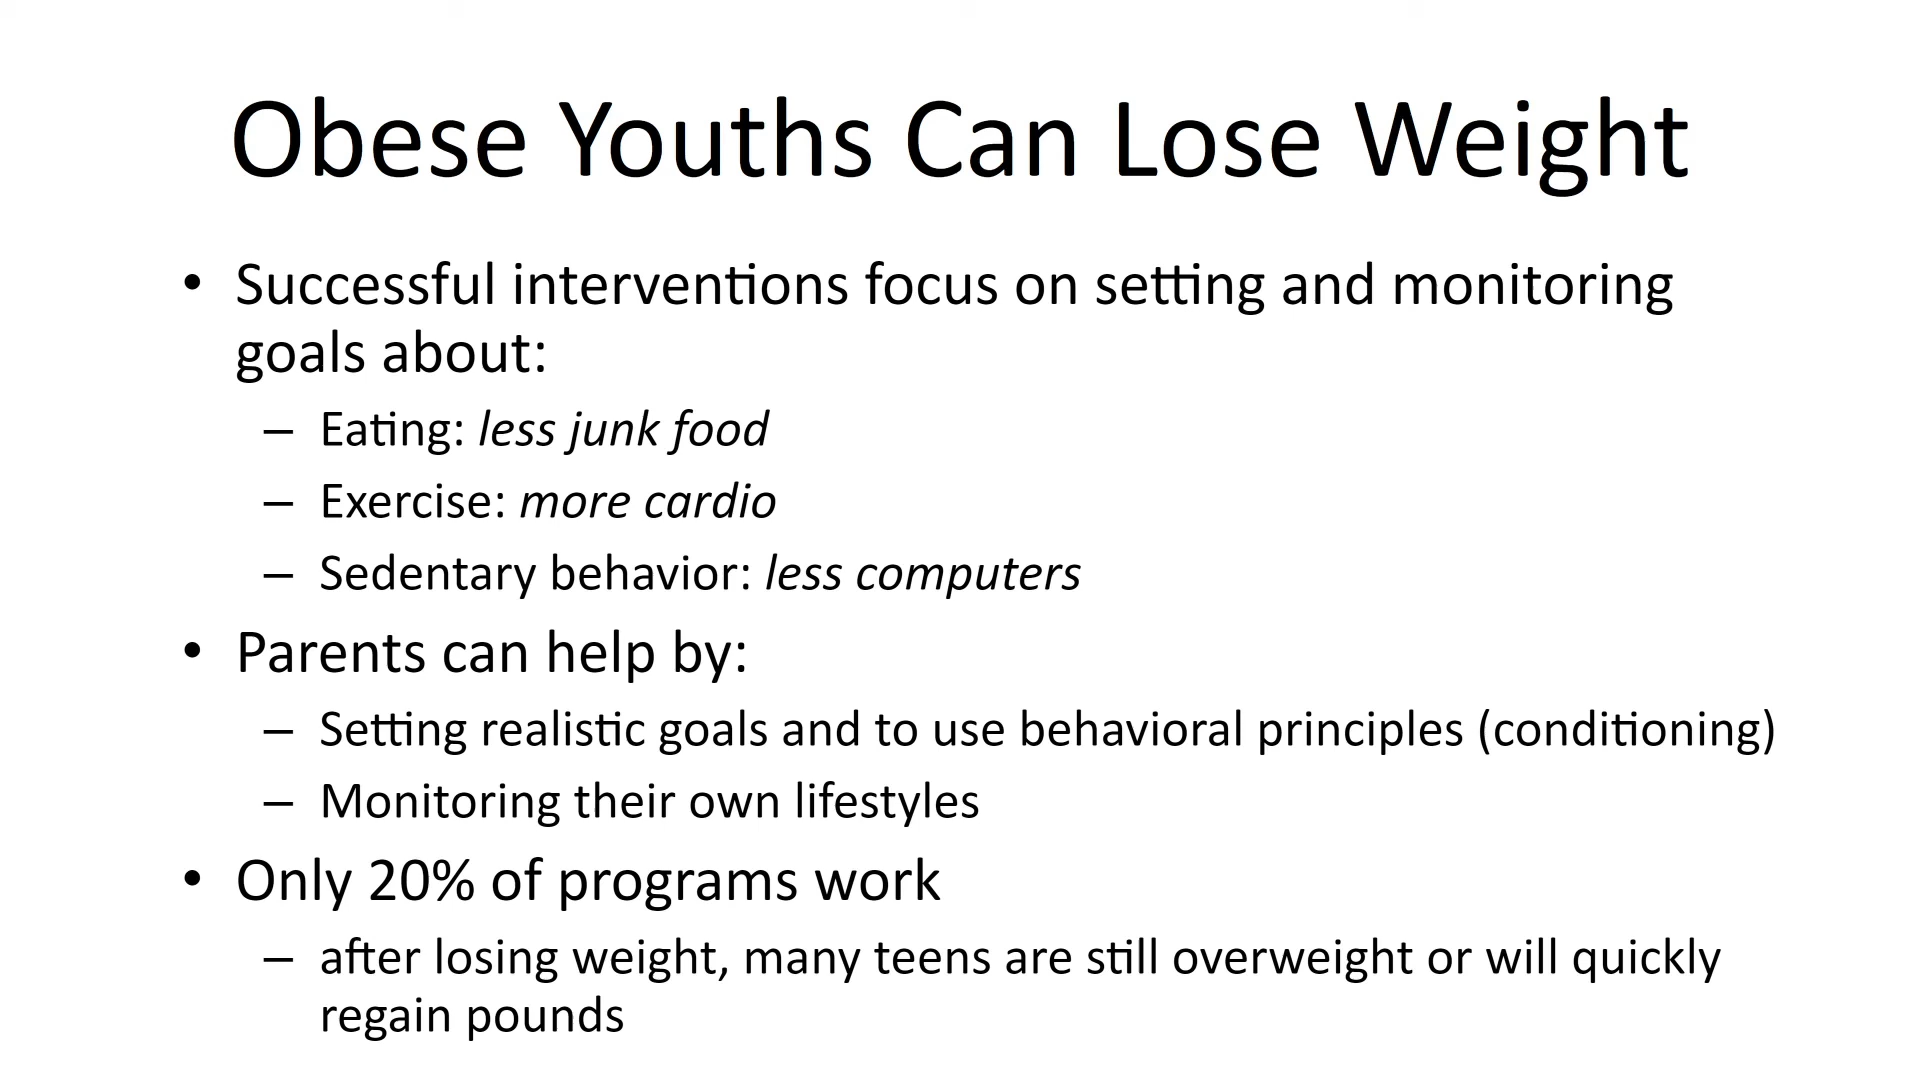 Obese Youths Can Lose Weight
• Successful interventions focus on setting and monitoring
goals about:
– Eating: less junk food
– Exercise: more cardio
– Sedentary behavior: less computers
• Parents can help by:
– Setting realistic goals and to use behavioral principles (conditioning)
– Monitoring their own lifestyles
• Only 20% of programs work
– after losing weight, many teens are still overweight or will quickly
regain pounds